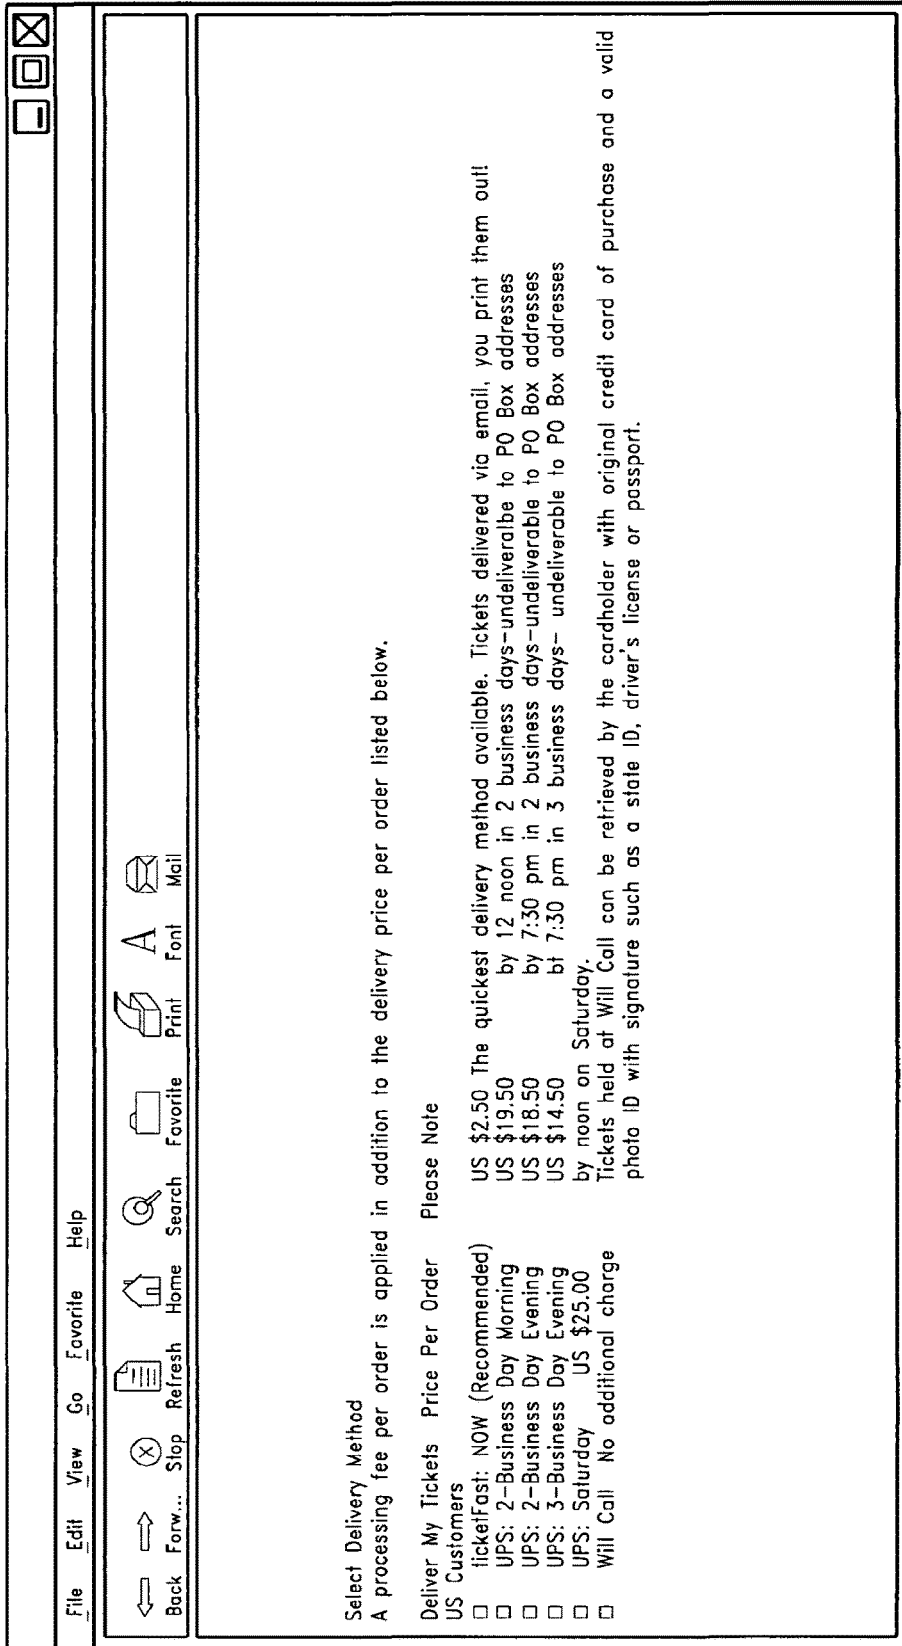 File Edit View Go Favorite Help
Back Forw... Stop Refresh Home Search Favorite Print Font Mail
Select Delivery Method
A processing fee per order is applied in addition to the delivery price per order listed below.
Deliver My Tickets Price Per Order Please Note
US Customers
ticketFast: NOW (Recommended) US $2.50 The quickest delivery method available. Tickets delivered via email, you print them out!
UPS: 2-Business Day Morning US $19.50 by 12 noon in 2 business days-undeliveralbe to PO Box addresses
UPS: 2-Business Day Evening US $18.50 by 7:30 pm in 2 business days-undeliverable to PO Box addresses
UPS: 3-Business Day Evening US $14.50 bt 7:30 pm in 3 business days- undeliverable to PO Box addresses
UPS: Saturday US $25.00 by noon on Saturday.
Will Call No additional charge Tickets held at Will Call can be retrieved by the cardholder with original credit card of purchase and a valid
photo ID with signature such as a state ID, driver's license or passport.